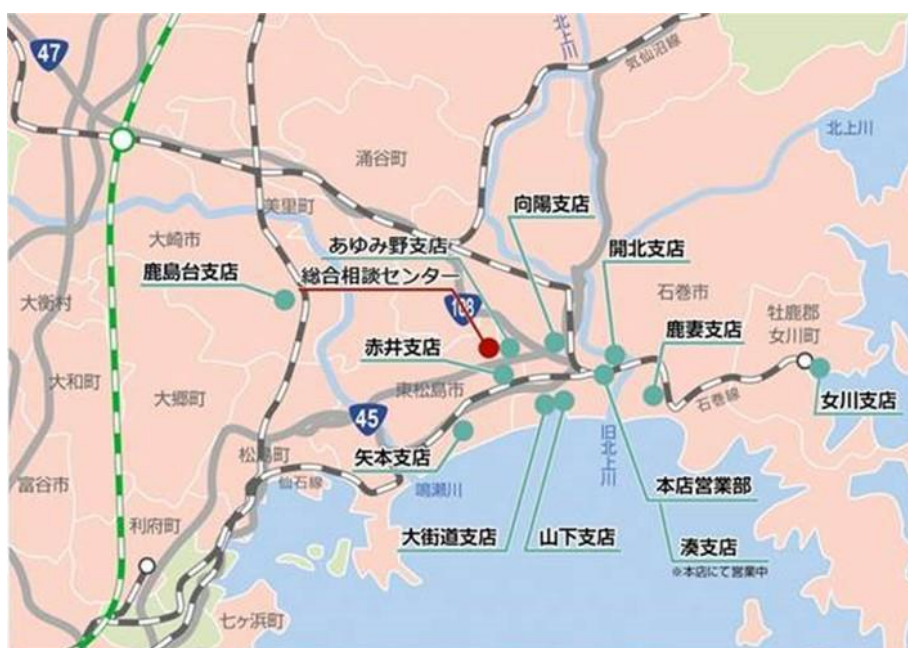 47
北上川
気仙沼線
北上川
涌谷町
向陽支店
美里町
大崎市
あゆみ野支店
開北支店
鹿島台支店
総合相談センター
石巻市
大衡村
108
牡鹿郡
女川町
鹿妻支店
赤井支店
大和町
東松島市
大郷町
石巻線
女川支店
45
矢本支店
松島町
旧北上川
富谷市
仙石線
鳴瀬川
本店営業部
利府町
大街道支店
山下支店
湊支店
※本店にて営業中
七ヶ浜町